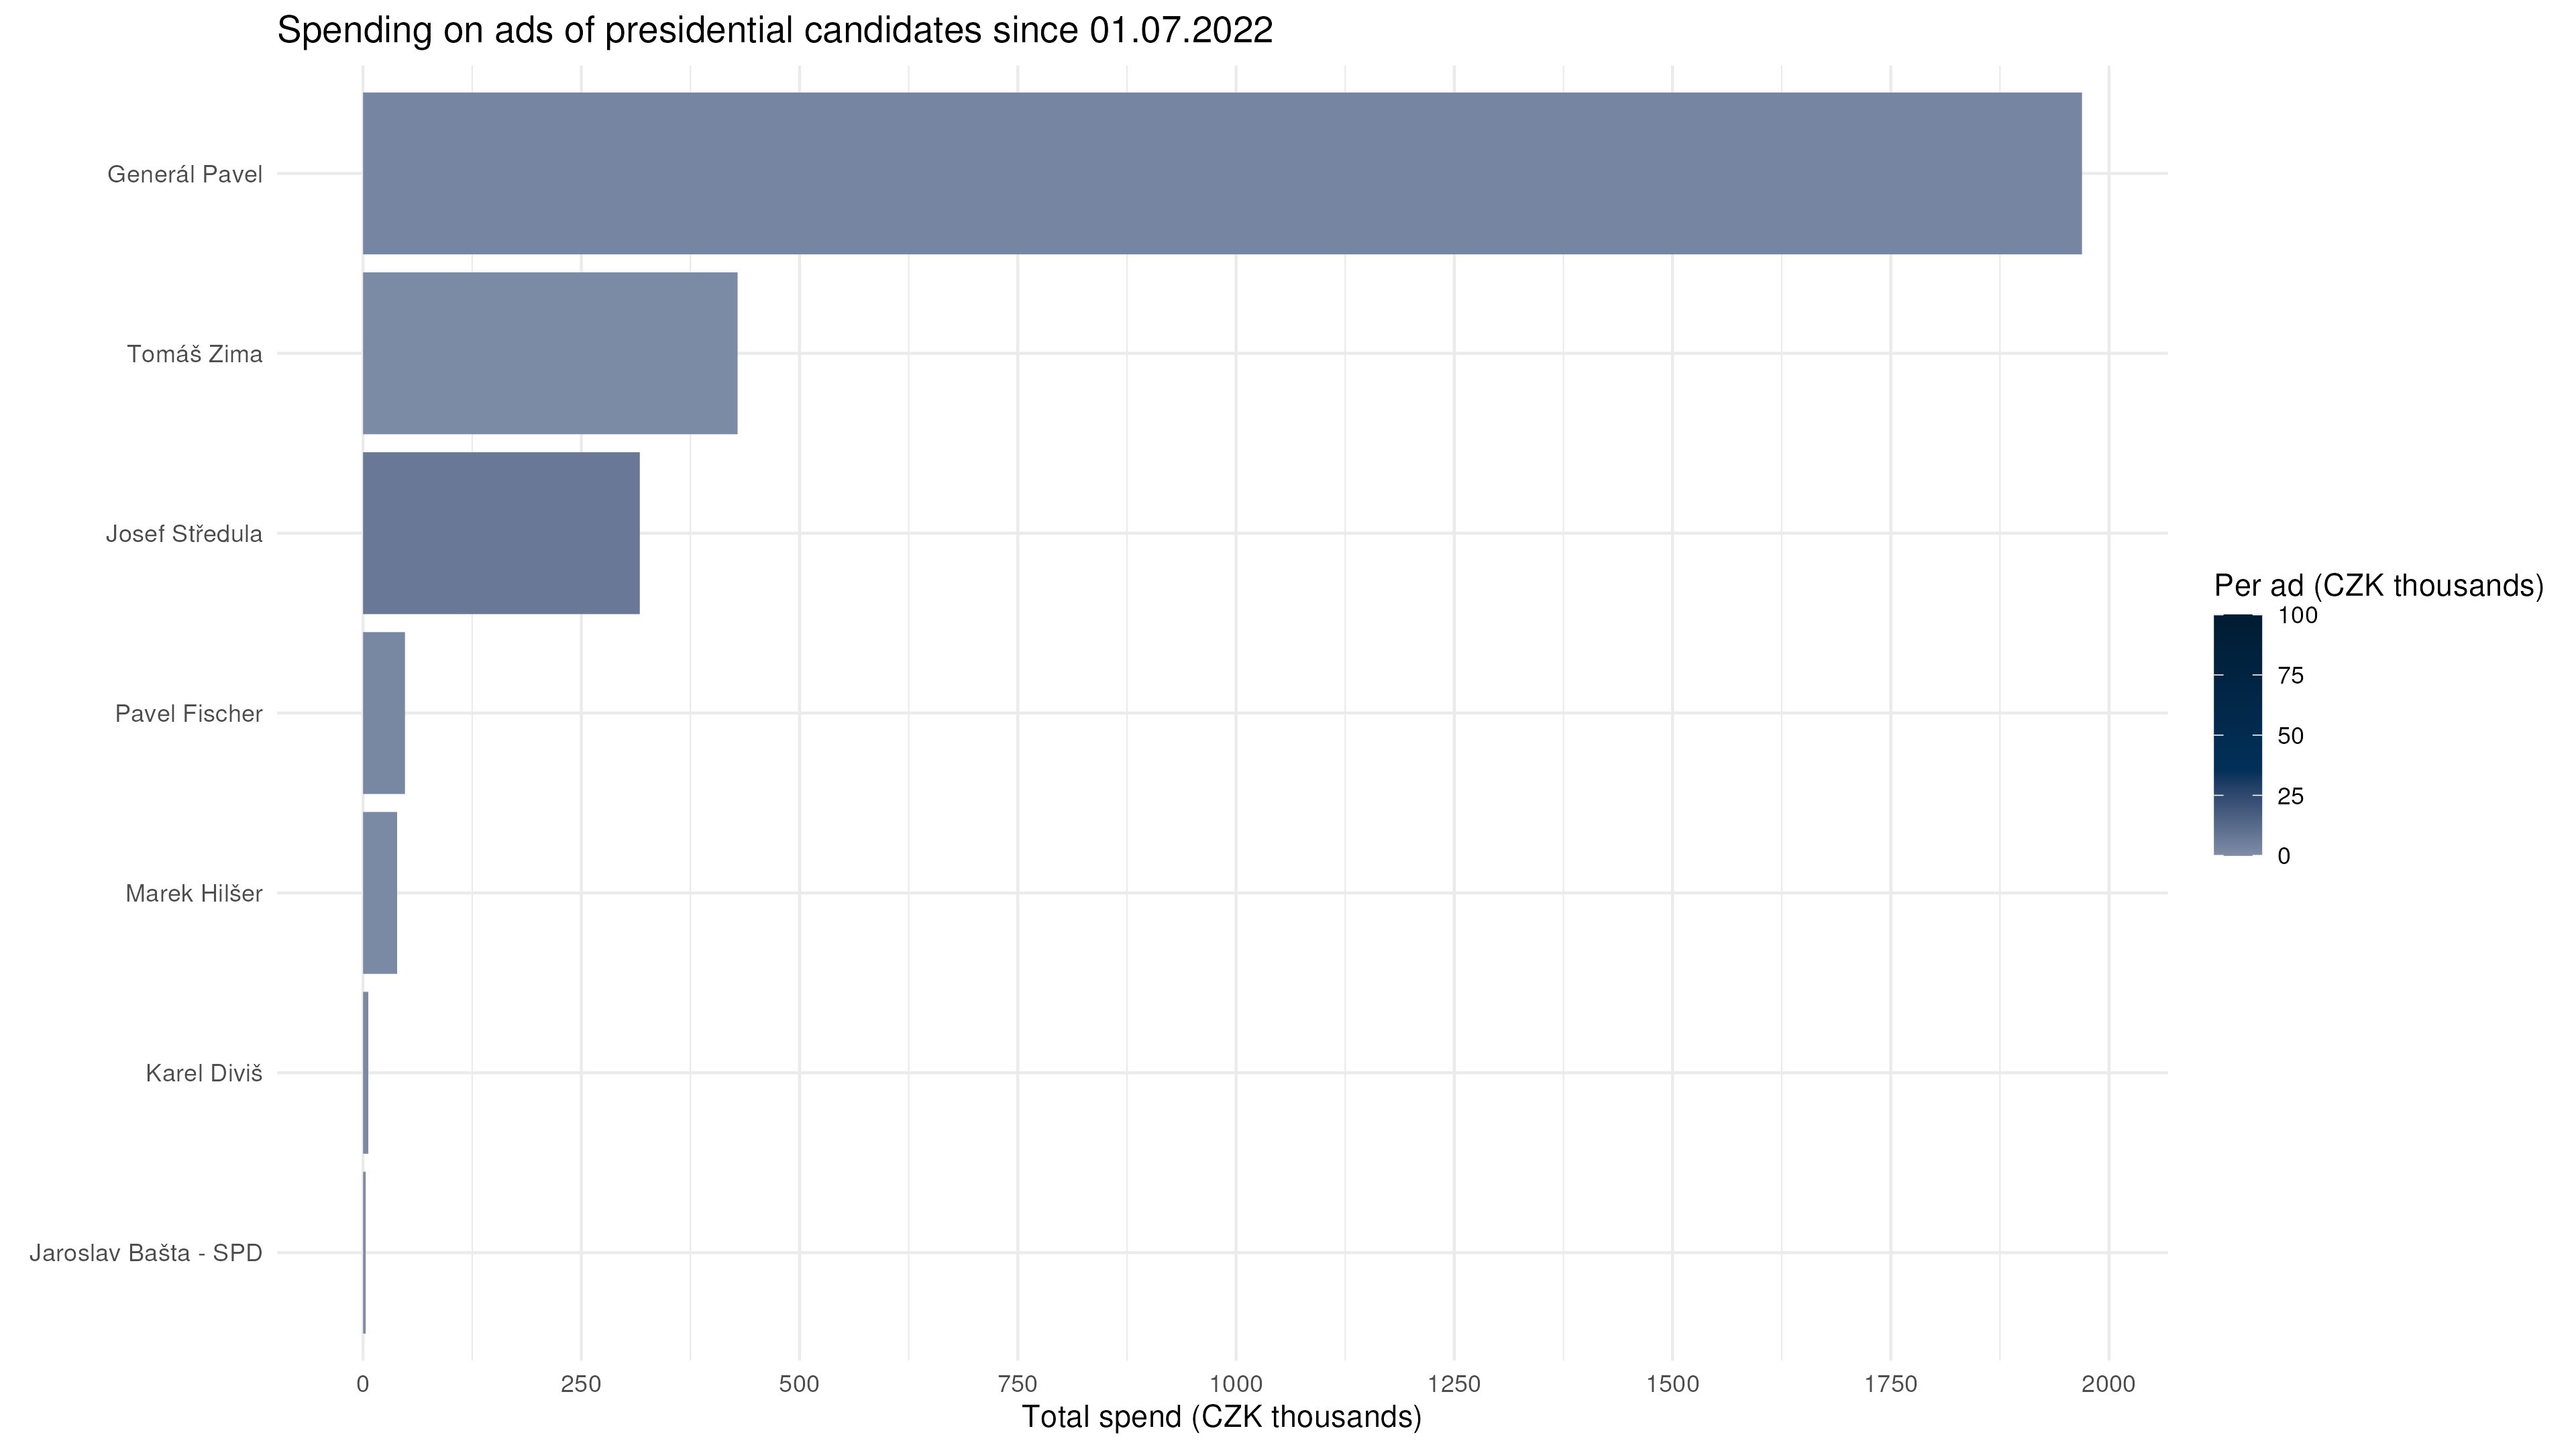 Spending on ads of presidential candidates since 01.07.2022
Generál Pavel
Tomáš Zima
Josef Středula
Pavel Fischer
Marek Hilšer
Karel Diviš
Jaroslav Bašta - SPD
0 250 500 750 1000 1250 1500 1750 2000
Total spend (CZK thousands)
Per ad (CZK thousands)
100
75
50
25
0